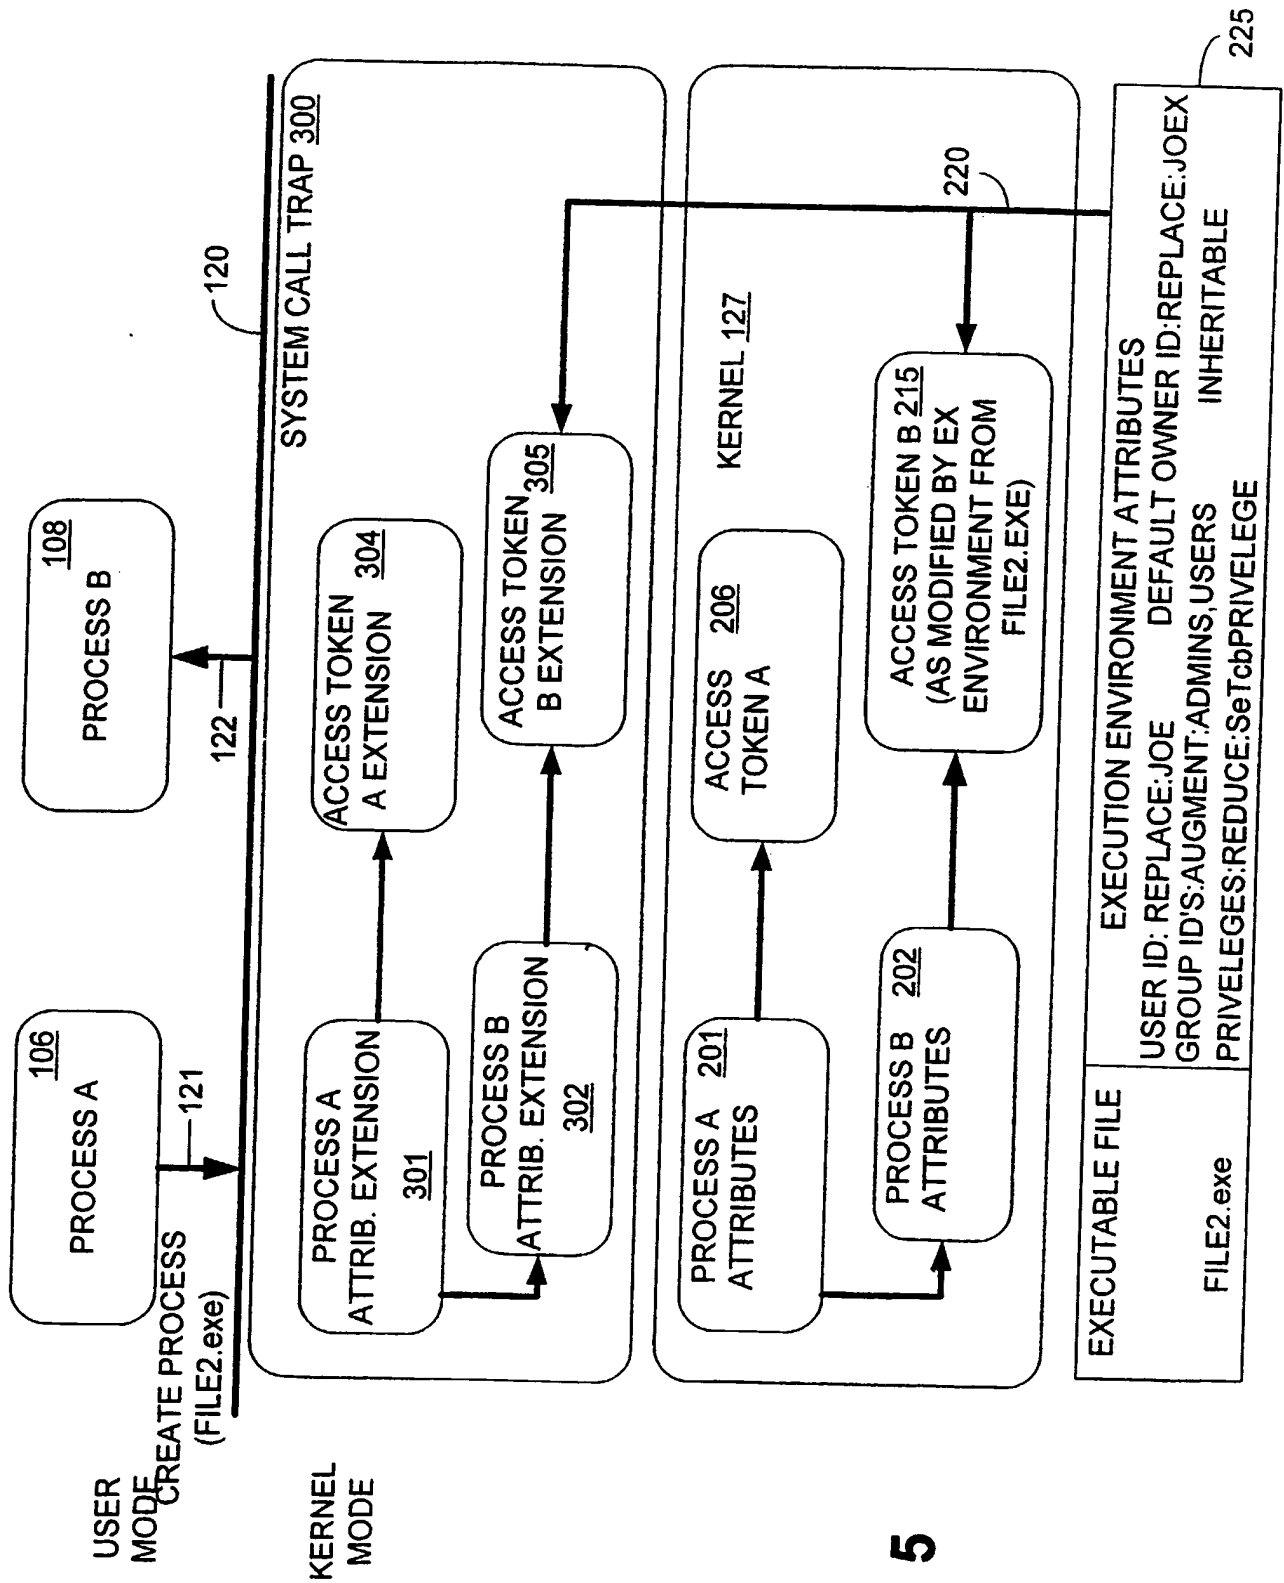 USER
MODE
CREATE PROCESS
(FILE2.exe)
121
PROCESS A
106
122
PROCESS B
108
120
KERNEL
MODE
SYSTEM CALL TRAP 300
PROCESS A
ATTRIB. EXTENSION
301
ACCESS TOKEN
A EXTENSION 304
PROCESS B
ATTRIB. EXTENSION
302
ACCESS TOKEN
B EXTENSION 305
KERNEL 127
PROCESS A 201
ATTRIBUTES
ACCESS 206
TOKEN A
PROCESS B 202
ATTRIBUTES
ACCESS TOKEN B 215
(AS MODIFIED BY EX
ENVIRONMENT FROM
FILE2.EXE)
220
225
EXECUTABLE FILE
FILE2.exe
EXECUTION ENVIRONMENT ATTRIBUTES
USER ID: REPLACE:JOE DEFAULT OWNER ID:REPLACE:JOEX
GROUP ID'S:AUGMENT:ADMINS,USERS INHERITABLE
PRIVELEGES:REDUCE:SeTcbPRIVELEGE
5